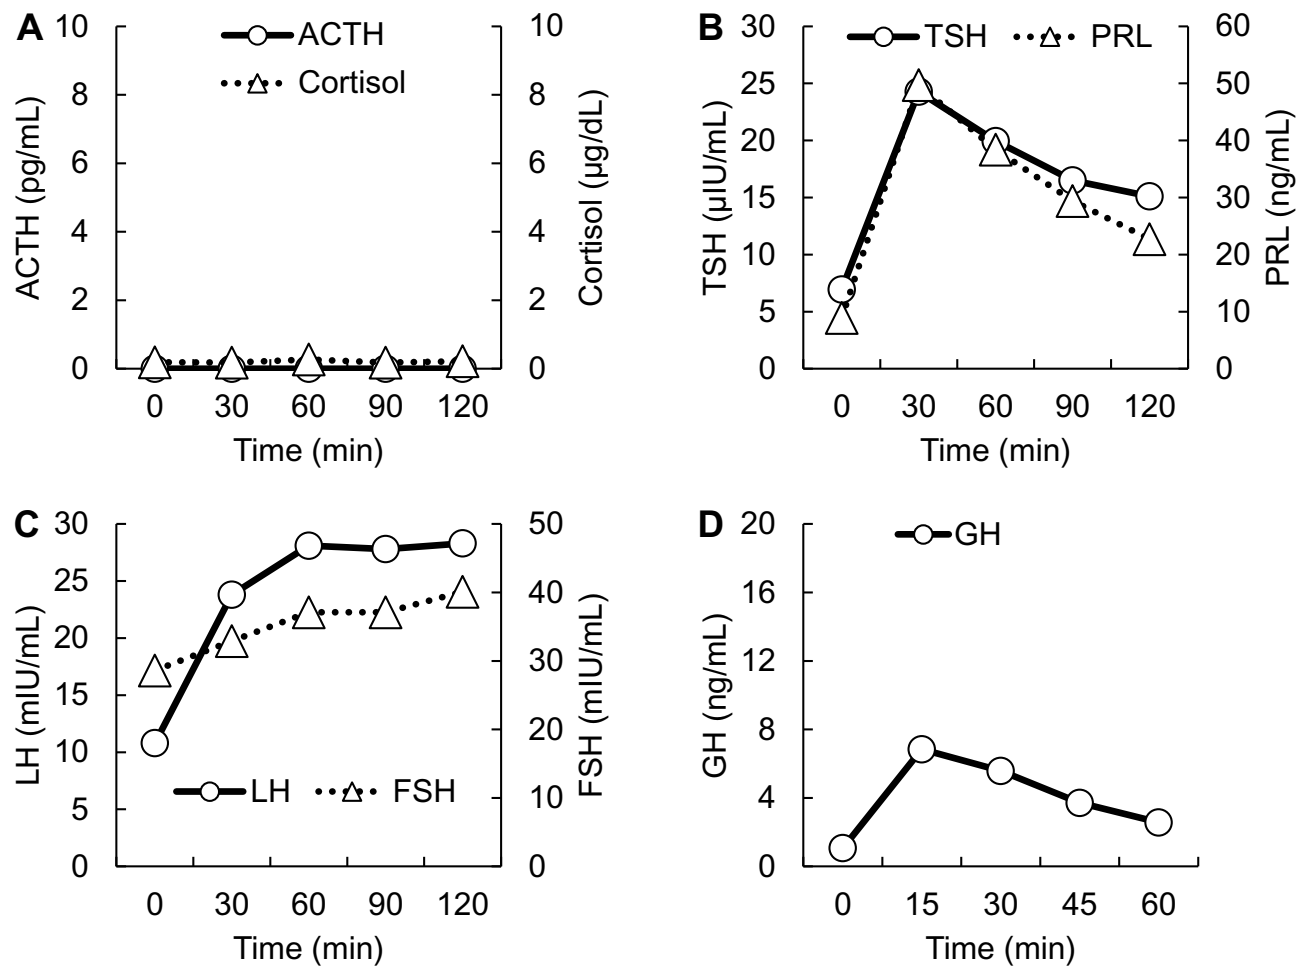 A
ACTH
Cortisol
10
8
6
4
2
0
ACTH (pg/mL)
10
8
6
4
2
0
Cortisol (µg/dL)
0 30 60 90 120
Time (min)
B
TSH PRL
30
25
20
15
10
5
0
TSH (µIU/mL)
60
50
40
30
20
10
0
PRL (ng/mL)
0 30 60 90 120
Time (min)
C
30
25
20
15
10
5
0
LH (mIU/mL)
LH FSH
50
40
30
20
10
0
FSH (mIU/mL)
0 30 60 90 120
Time (min)
D
GH
20
16
12
8
4
0
GH (ng/mL)
0 15 30 45 60
Time (min)